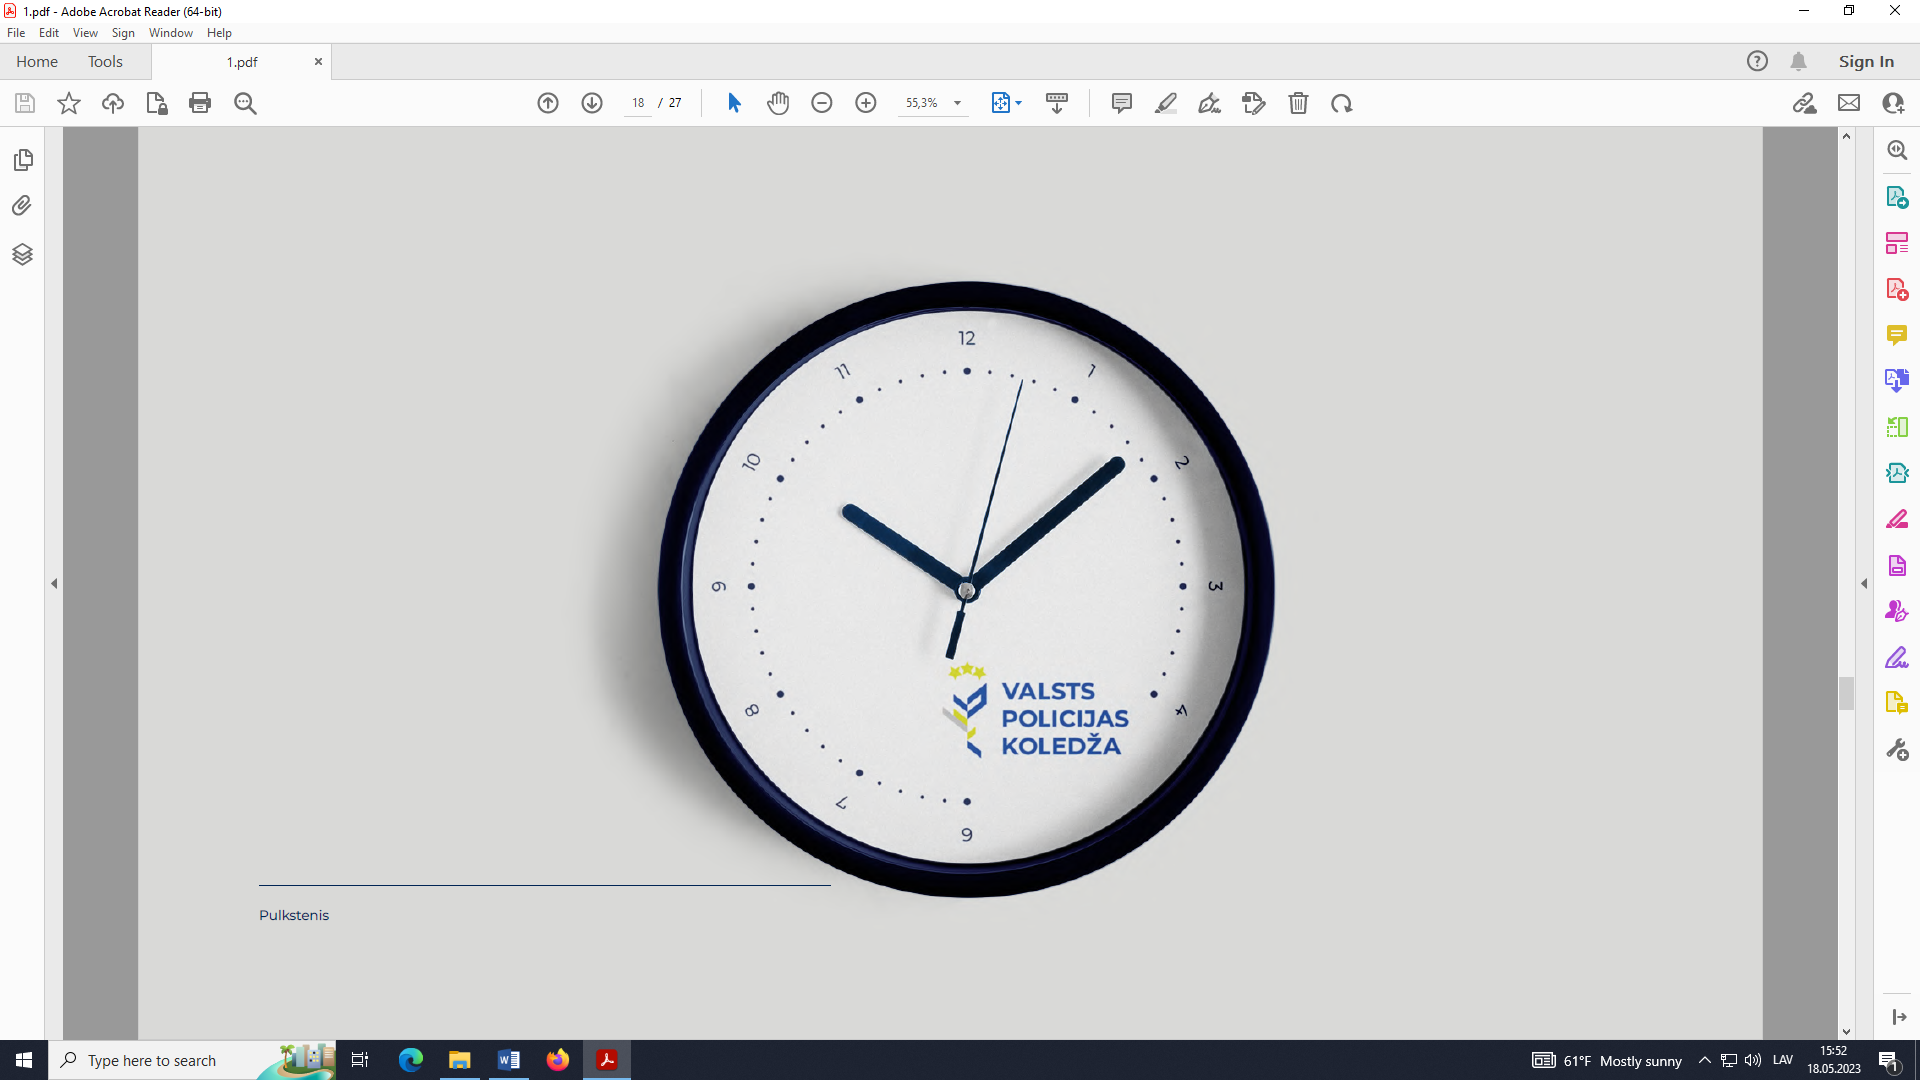 1.pdf - Adobe Acrobat Reader (64-bit)
File Edit View Sign Window Help
Home Tools 1.pdf Sign In
18 / 27 55,3%
12
11 1
10 2
9 3
8 4
7
6
VALSTS
POLICIJAS
KOLEDŽA
Pulkstenis
Type here to search
61°F Mostly sunny
LAV
15:52
18.05.2023
1